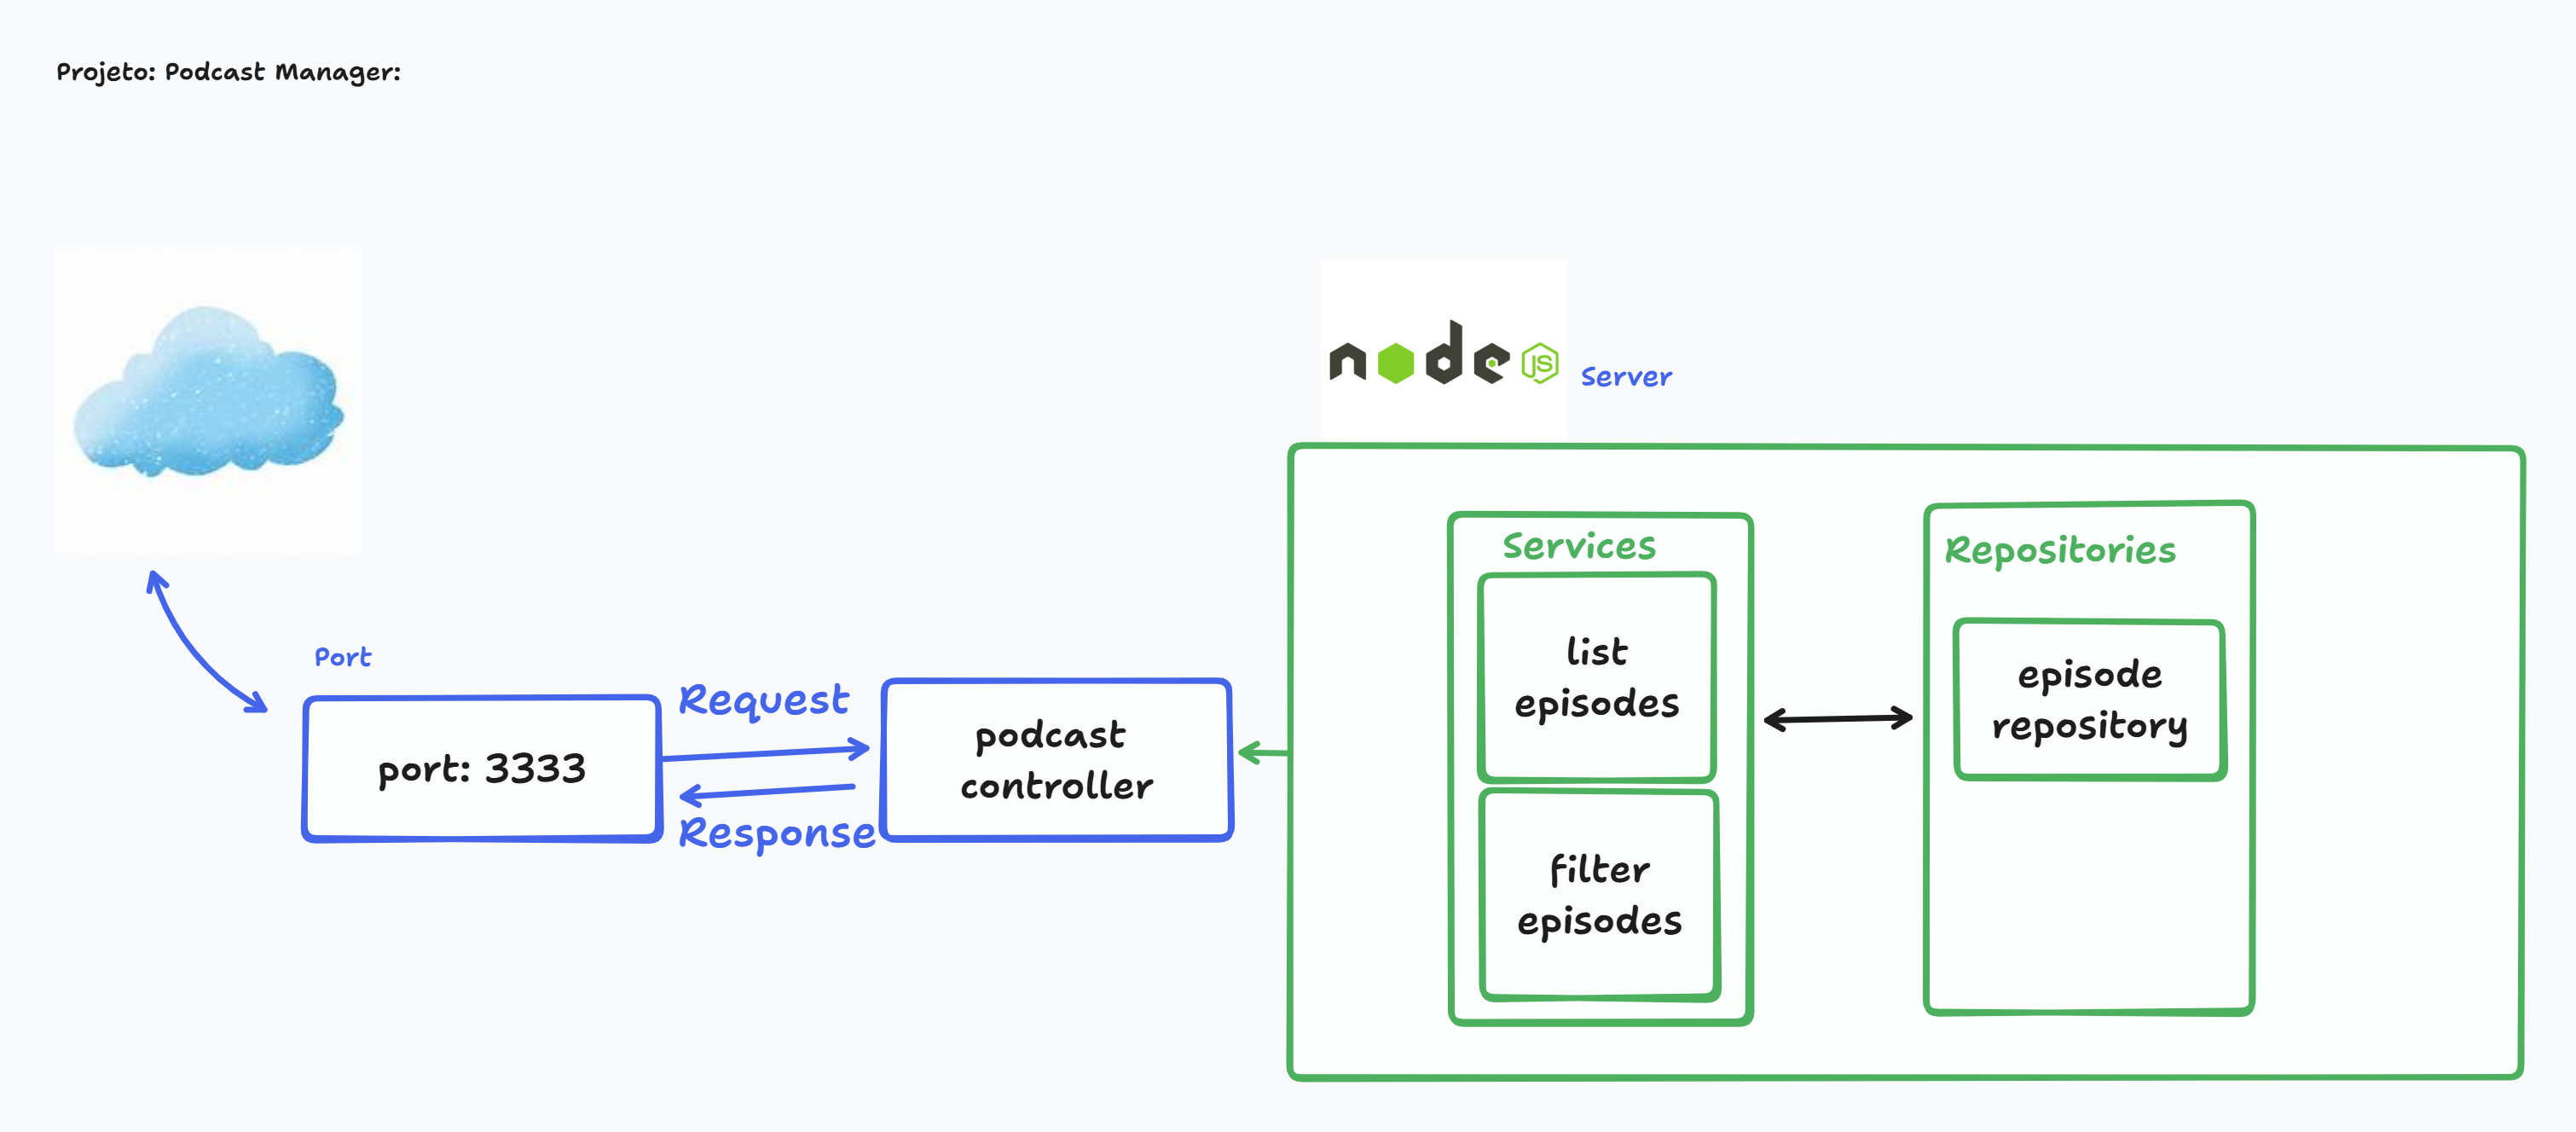 Projeto: Podcast Manager:
node JS
Server
Services
Repositories
list
episodes
episode
repository
filter
episodes
Port
port: 3333
Request
Response
podcast
controller